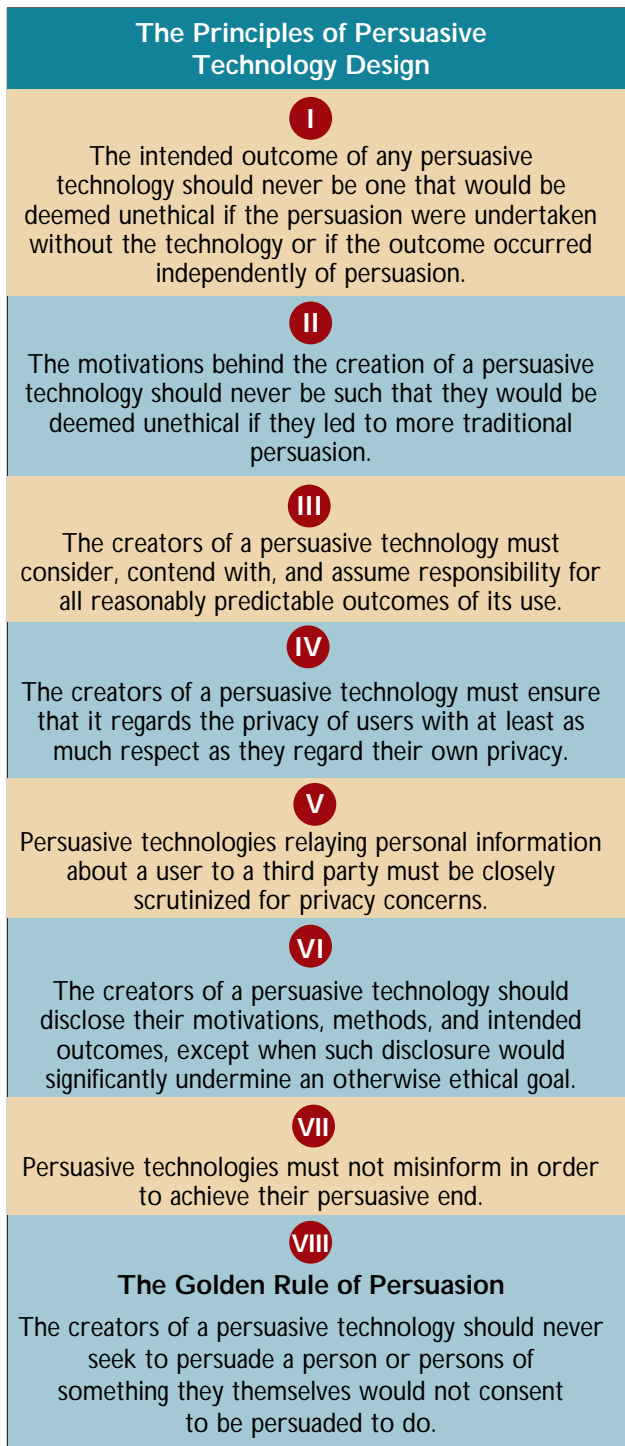 The Principles of Persuasive
Technology Design
I
The intended outcome of any persuasive
technology should never be one that would be
deemed unethical if the persuasion were undertaken
without the technology or if the outcome occurred
independently of persuasion.
II
The motivations behind the creation of a persuasive
technology should never be such that they would be
deemed unethical if they led to more traditional
persuasion.
III
The creators of a persuasive technology must
consider, contend with, and assume responsibility for
all reasonably predictable outcomes of its use.
IV
The creators of a persuasive technology must ensure
that it regards the privacy of users with at least as
much respect as they regard their own privacy.
V
Persuasive technologies relaying personal information
about a user to a third party must be closely
scrutinized for privacy concerns.
VI
The creators of a persuasive technology should
disclose their motivations, methods, and intended
outcomes, except when such disclosure would
significantly undermine an otherwise ethical goal.
VII
Persuasive technologies must not misinform in order
to achieve their persuasive end.
VIII
The Golden Rule of Persuasion
The creators of a persuasive technology should never
seek to persuade a person or persons of
something they themselves would not consent
to be persuaded to do.